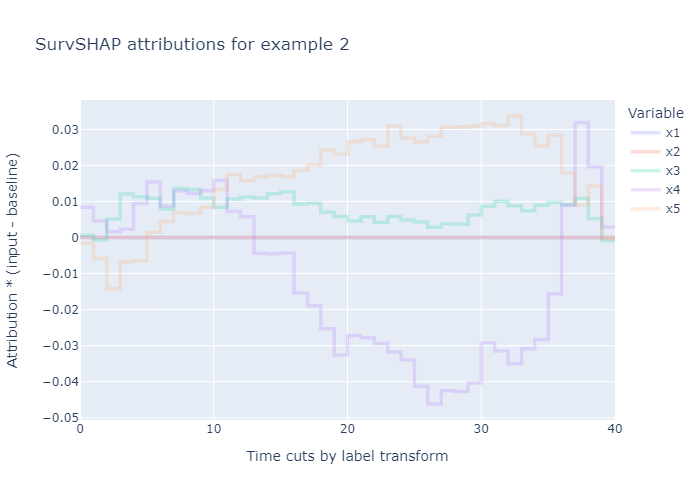 SurvSHAP attributions for example 2
Variable
x1
x2
x3
x4
x5
0.03
0.02
0.01
0
−0.01
−0.02
−0.03
−0.04
−0.05
Attribution * (input - baseline)
0 10 20 30 40
Time cuts by label transform